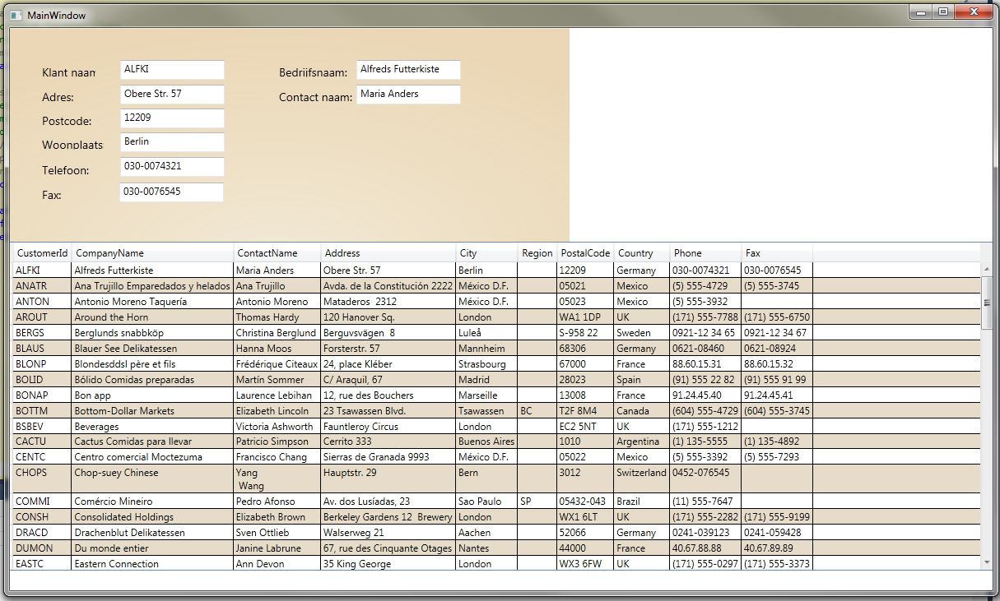 MainWindow
Klant naam ALFKI Bedrijfsnaam: Alfreds Futterkiste
Adres: Obere Str. 57 Contact naam: Maria Anders
Postcode: 12209
Woonplaats Berlin
Telefoon: 030-0074321
Fax: 030-0076545
CustomerId CompanyName ContactName Address City Region PostalCode Country Phone Fax
ALFKI Alfreds Futterkiste Maria Anders Obere Str. 57 Berlin 12209 Germany 030-0074321 030-0076545
ANATR Ana Trujillo Emparedados y helados Ana Trujillo Avda. de la Constitución 2222 México D.F. 05021 Mexico (5) 555-4729 (5) 555-3745
ANTON Antonio Moreno Taquería Antonio Moreno Mataderos 2312 México D.F. 05023 Mexico (5) 555-3932
AROUT Around the Horn Thomas Hardy 120 Hanover Sq. London WA1 1DP UK (171) 555-7788 (171) 555-6750
BERGS Berglunds snabbköp Christina Berglund Berguvsvägen 8 Luleå S-958 22 Sweden 0921-12 34 65 0921-12 34 67
BLAUS Blauer See Delikatessen Hanna Moos Forsterstr. 57 Mannheim 68306 Germany 0621-08460 0621-08924
BLONP Blondesddsl père et fils Frédérique Citeaux 24, place Kléber Strasbourg 67000 France 88.60.15.31 88.60.15.32
BOLID Bólido Comidas preparadas Martín Sommer C/ Araquil, 67 Madrid 28023 Spain (91) 555 22 82 (91) 555 91 99
BONAP Bon app Laurence Lebihan 12, rue des Bouchers Marseille 13008 France 91.24.45.40 91.24.45.41
BOTTM Bottom-Dollar Markets Elizabeth Lincoln 23 Tsawassen Blvd. Tsawassen BC T2F 8M4 Canada (604) 555-4729 (604) 555-3745
BSBEV Beverages Victoria Ashworth Fauntleroy Circus London EC2 5NT UK (171) 555-1212
CACTU Cactus Comidas para llevar Patricio Simpson Cerrito 333 Buenos Aires 1010 Argentina (1) 135-5555 (1) 135-4892
CENTC Centro comercial Moctezuma Francisco Chang Sierras de Granada 9993 México D.F. 05022 Mexico (5) 555-3392 (5) 555-7293
CHOPS Chop-suey Chinese Yang Hauptstr. 29 Bern 3012 Switzerland 0452-076545
Wang
COMMI Comércio Mineiro Pedro Afonso Av. dos Lusíadas, 23 Sao Paulo SP 05432-043 Brazil (11) 555-7647
CONSH Consolidated Holdings Elizabeth Brown Berkeley Gardens 12 Brewery London WX1 6LT UK (171) 555-2282 (171) 555-9199
DRACD Drachenblut Delikatessen Sven Ottlieb Walserweg 21 Aachen 52066 Germany 0241-039123 0241-059428
DUMON Du monde entier Janine Labrune 67, rue des Cinquante Otages Nantes 44000 France 40.67.88.88 40.67.89.89
EASTC Eastern Connection Ann Devon 35 King George London WX3 6FW UK (171) 555-0297 (171) 555-3373